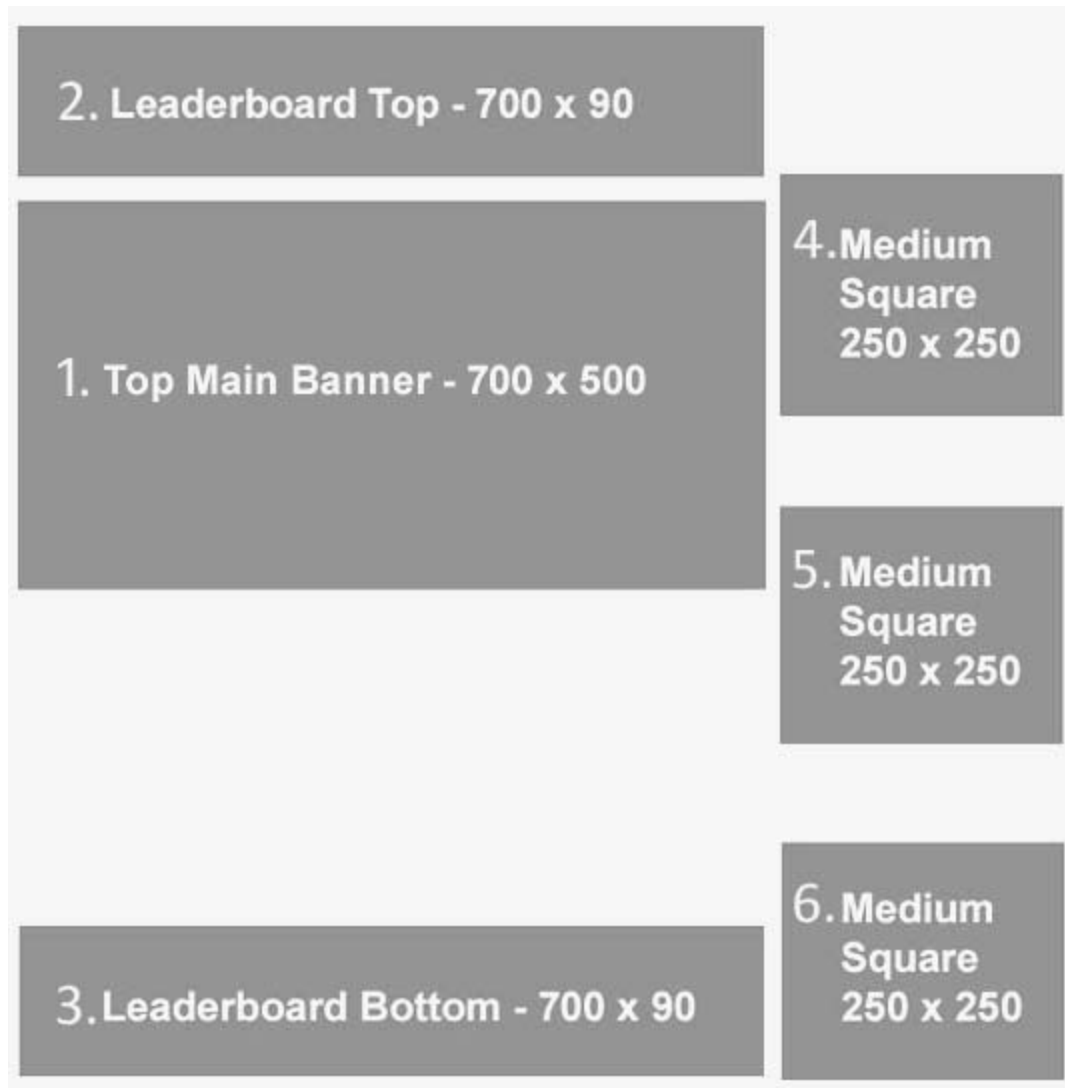 2. Leaderboard Top - 700 x 90
1. Top Main Banner - 700 x 500
4. Medium
Square
250 x 250
5. Medium
Square
250 x 250
3. Leaderboard Bottom - 700 x 90
6. Medium
Square
250 x 250